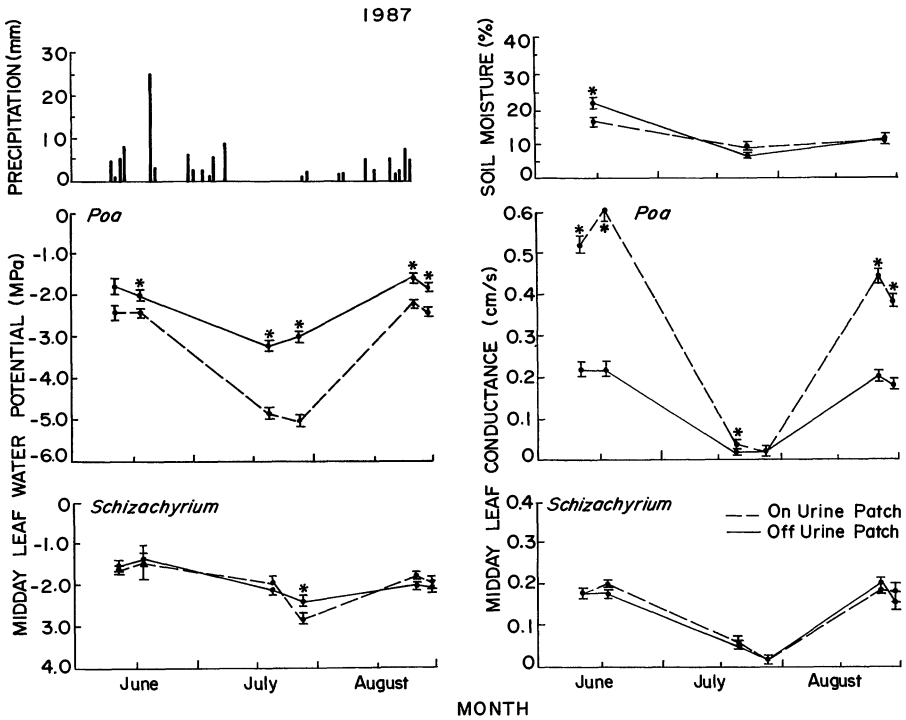 1987
PRECIPITATION (mm)
30
20
10
0
SOIL MOISTURE (%)
40
30
20
10
0
*
MIDDAY LEAF WATER POTENTIAL (MPa)
Poa
0
-1.0
-2.0
-3.0
-4.0
-5.0
-6.0
* * * * *
MIDDAY LEAF CONDUCTANCE (cm/s)
Poa
0.6
0.5
0.4
0.3
0.2
0.1
0
* * * * *
Schizachyrium
0
-1.0
-2.0
-3.0
4.0
*
June July August
Schizachyrium
0.4
0.3
0.2
0.1
0
On Urine Patch
Off Urine Patch
June July August
MONTH